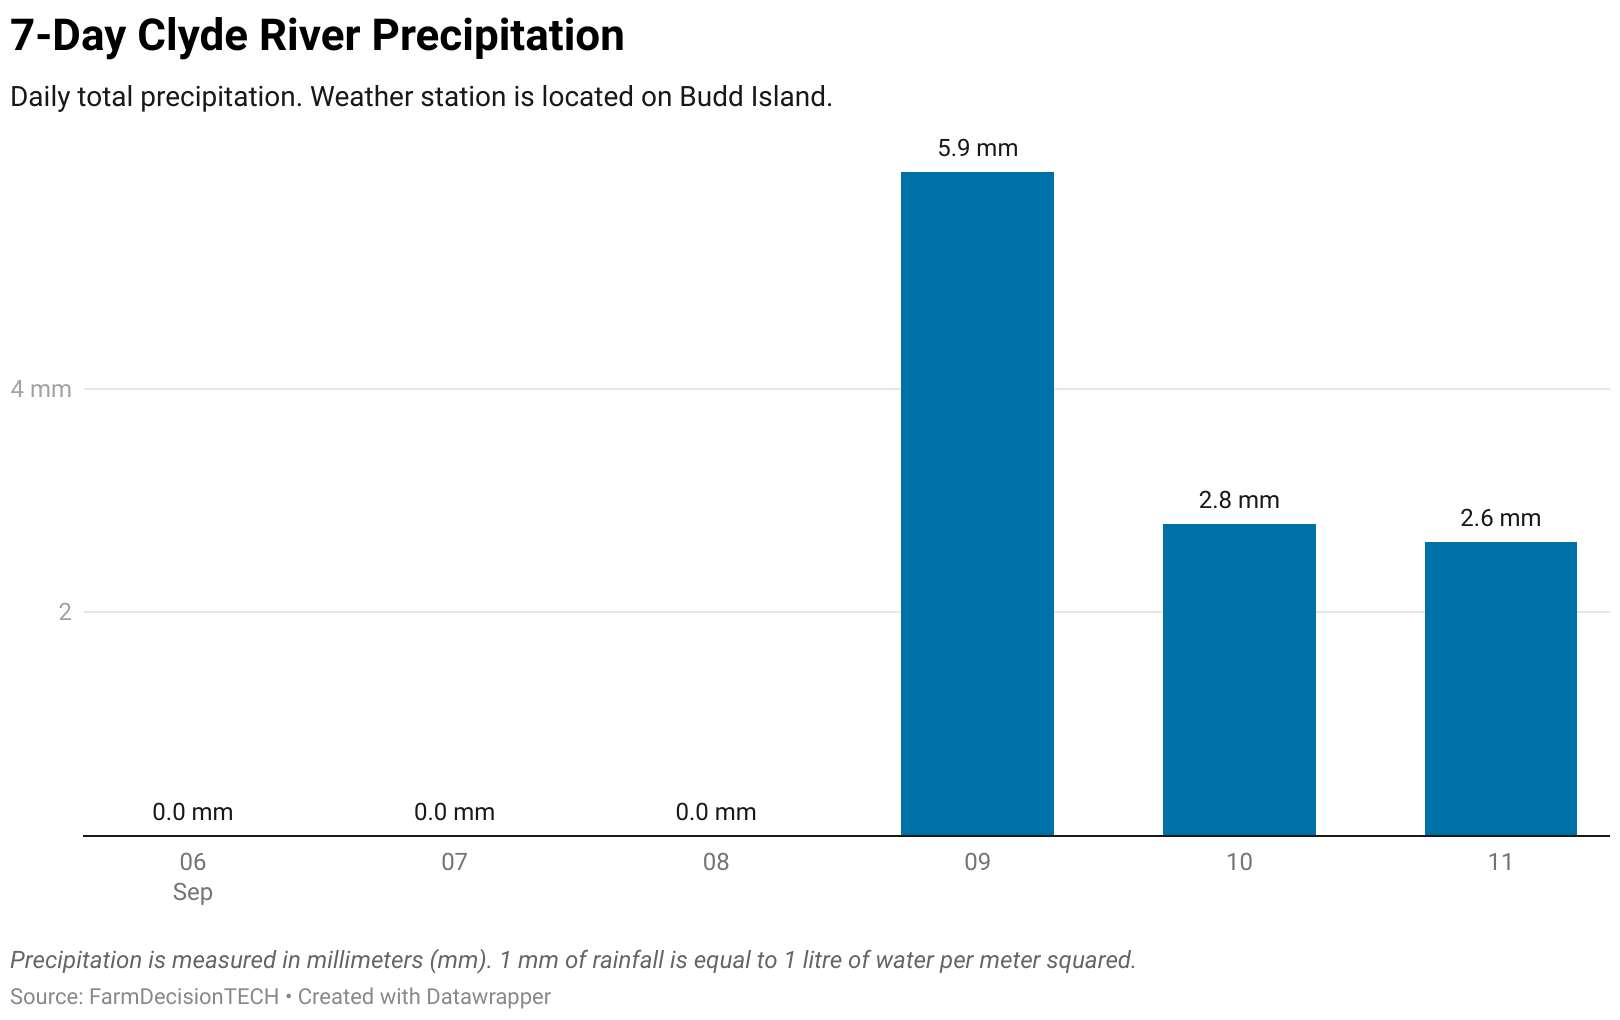 7-Day Clyde River Precipitation
Daily total precipitation. Weather station is located on Budd Island.
5.9 mm
4 mm
2.8 mm
2.6 mm
2
0.0 mm 0.0 mm 0.0 mm
06 07 08 09 10 11
Sep
Precipitation is measured in millimeters (mm). 1 mm of rainfall is equal to 1 litre of water per meter squared.
Source: FarmDecisionTECH • Created with Datawrapper